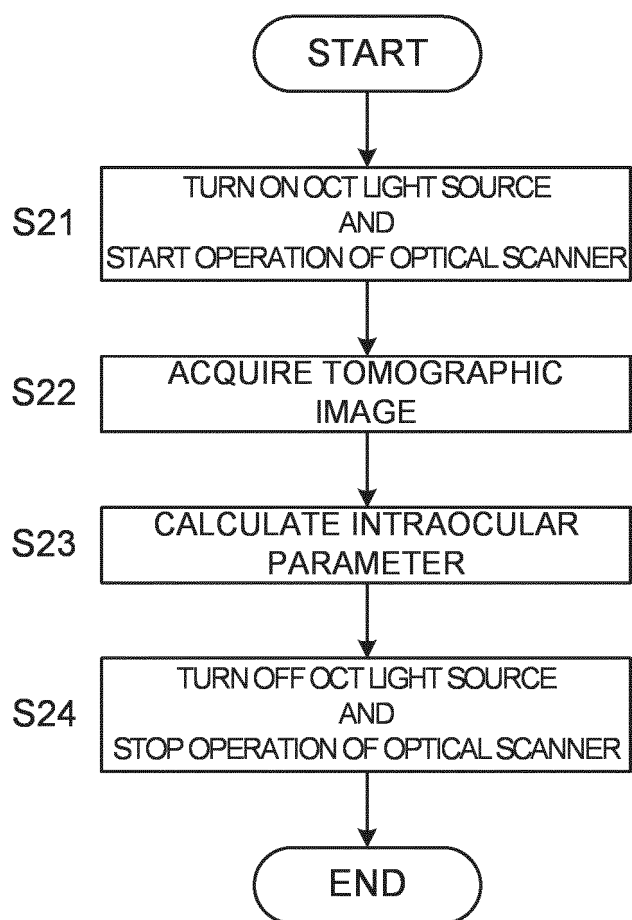 START
S21
TURN ON OCT LIGHT SOURCE
AND
START OPERATION OF OPTICAL SCANNER
S22
ACQUIRE TOMOGRAPHIC
IMAGE
S23
CALCULATE INTRAOCULAR
PARAMETER
S24
TURN OFF OCT LIGHT SOURCE
AND
STOP OPERATION OF OPTICAL SCANNER
END